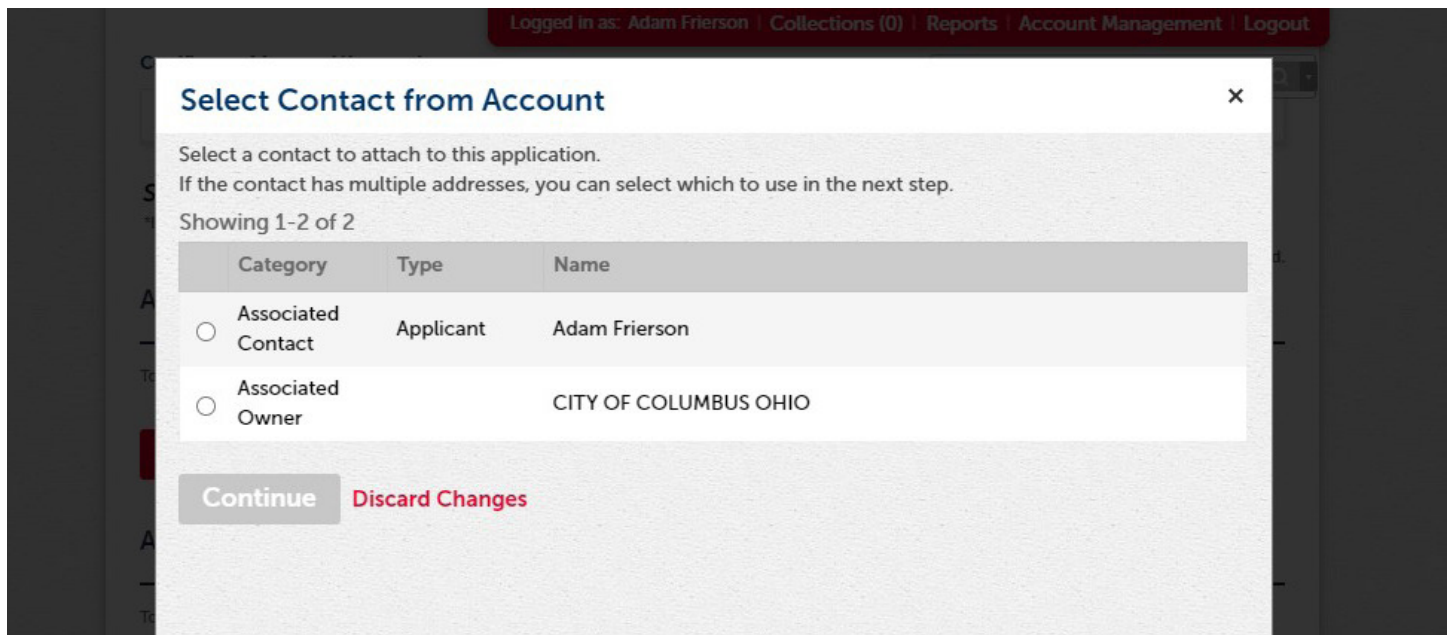 Logged in as: Adam Frierson | Collections (0) | Reports | Account Management | Logout
Select Contact from Account ×
Select a contact to attach to this application.
If the contact has multiple addresses, you can select which to use in the next step.
Showing 1-2 of 2
Category Type Name
Associated Contact Applicant Adam Frierson
Associated Owner CITY OF COLUMBUS OHIO
Continue Discard Changes